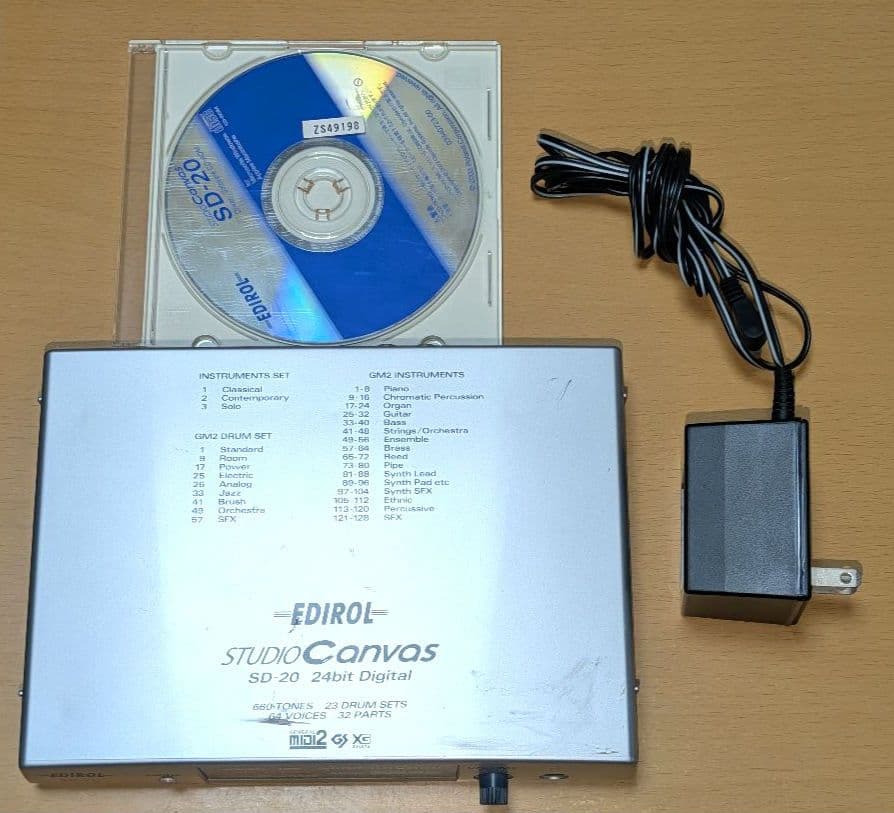 ZS49198
STUDIO Canvas
SD-20
EDIROL
INSTRUMENTS SET
1 Classical
2 Contemporary
3 Solo
GM2 DRUM SET
1 Standard
9 Room
17 Power
25 Electric
26 Analog
33 Jazz
41 Brush
49 Orchestra
57 SFX
GM2 INSTRUMENTS
1-8 Piano
9-16 Chromatic Percussion
17-24 Organ
25-32 Guitar
33-40 Bass
41-48 Strings/Orchestra
49-56 Ensemble
57-64 Brass
65-72 Reed
73-80 Pipe
81-88 Synth Lead
89-96 Synth Pad etc
97-104 Synth SFX
105-112 Ethnic
113-120 Percussive
121-128 SFX
EDIROL
STUDIO Canvas
SD-20 24bit Digital
660-TONES 23 DRUM SETS
64 VOICES 32 PARTS
GENERAL MIDI2 GS XG
EDIROL